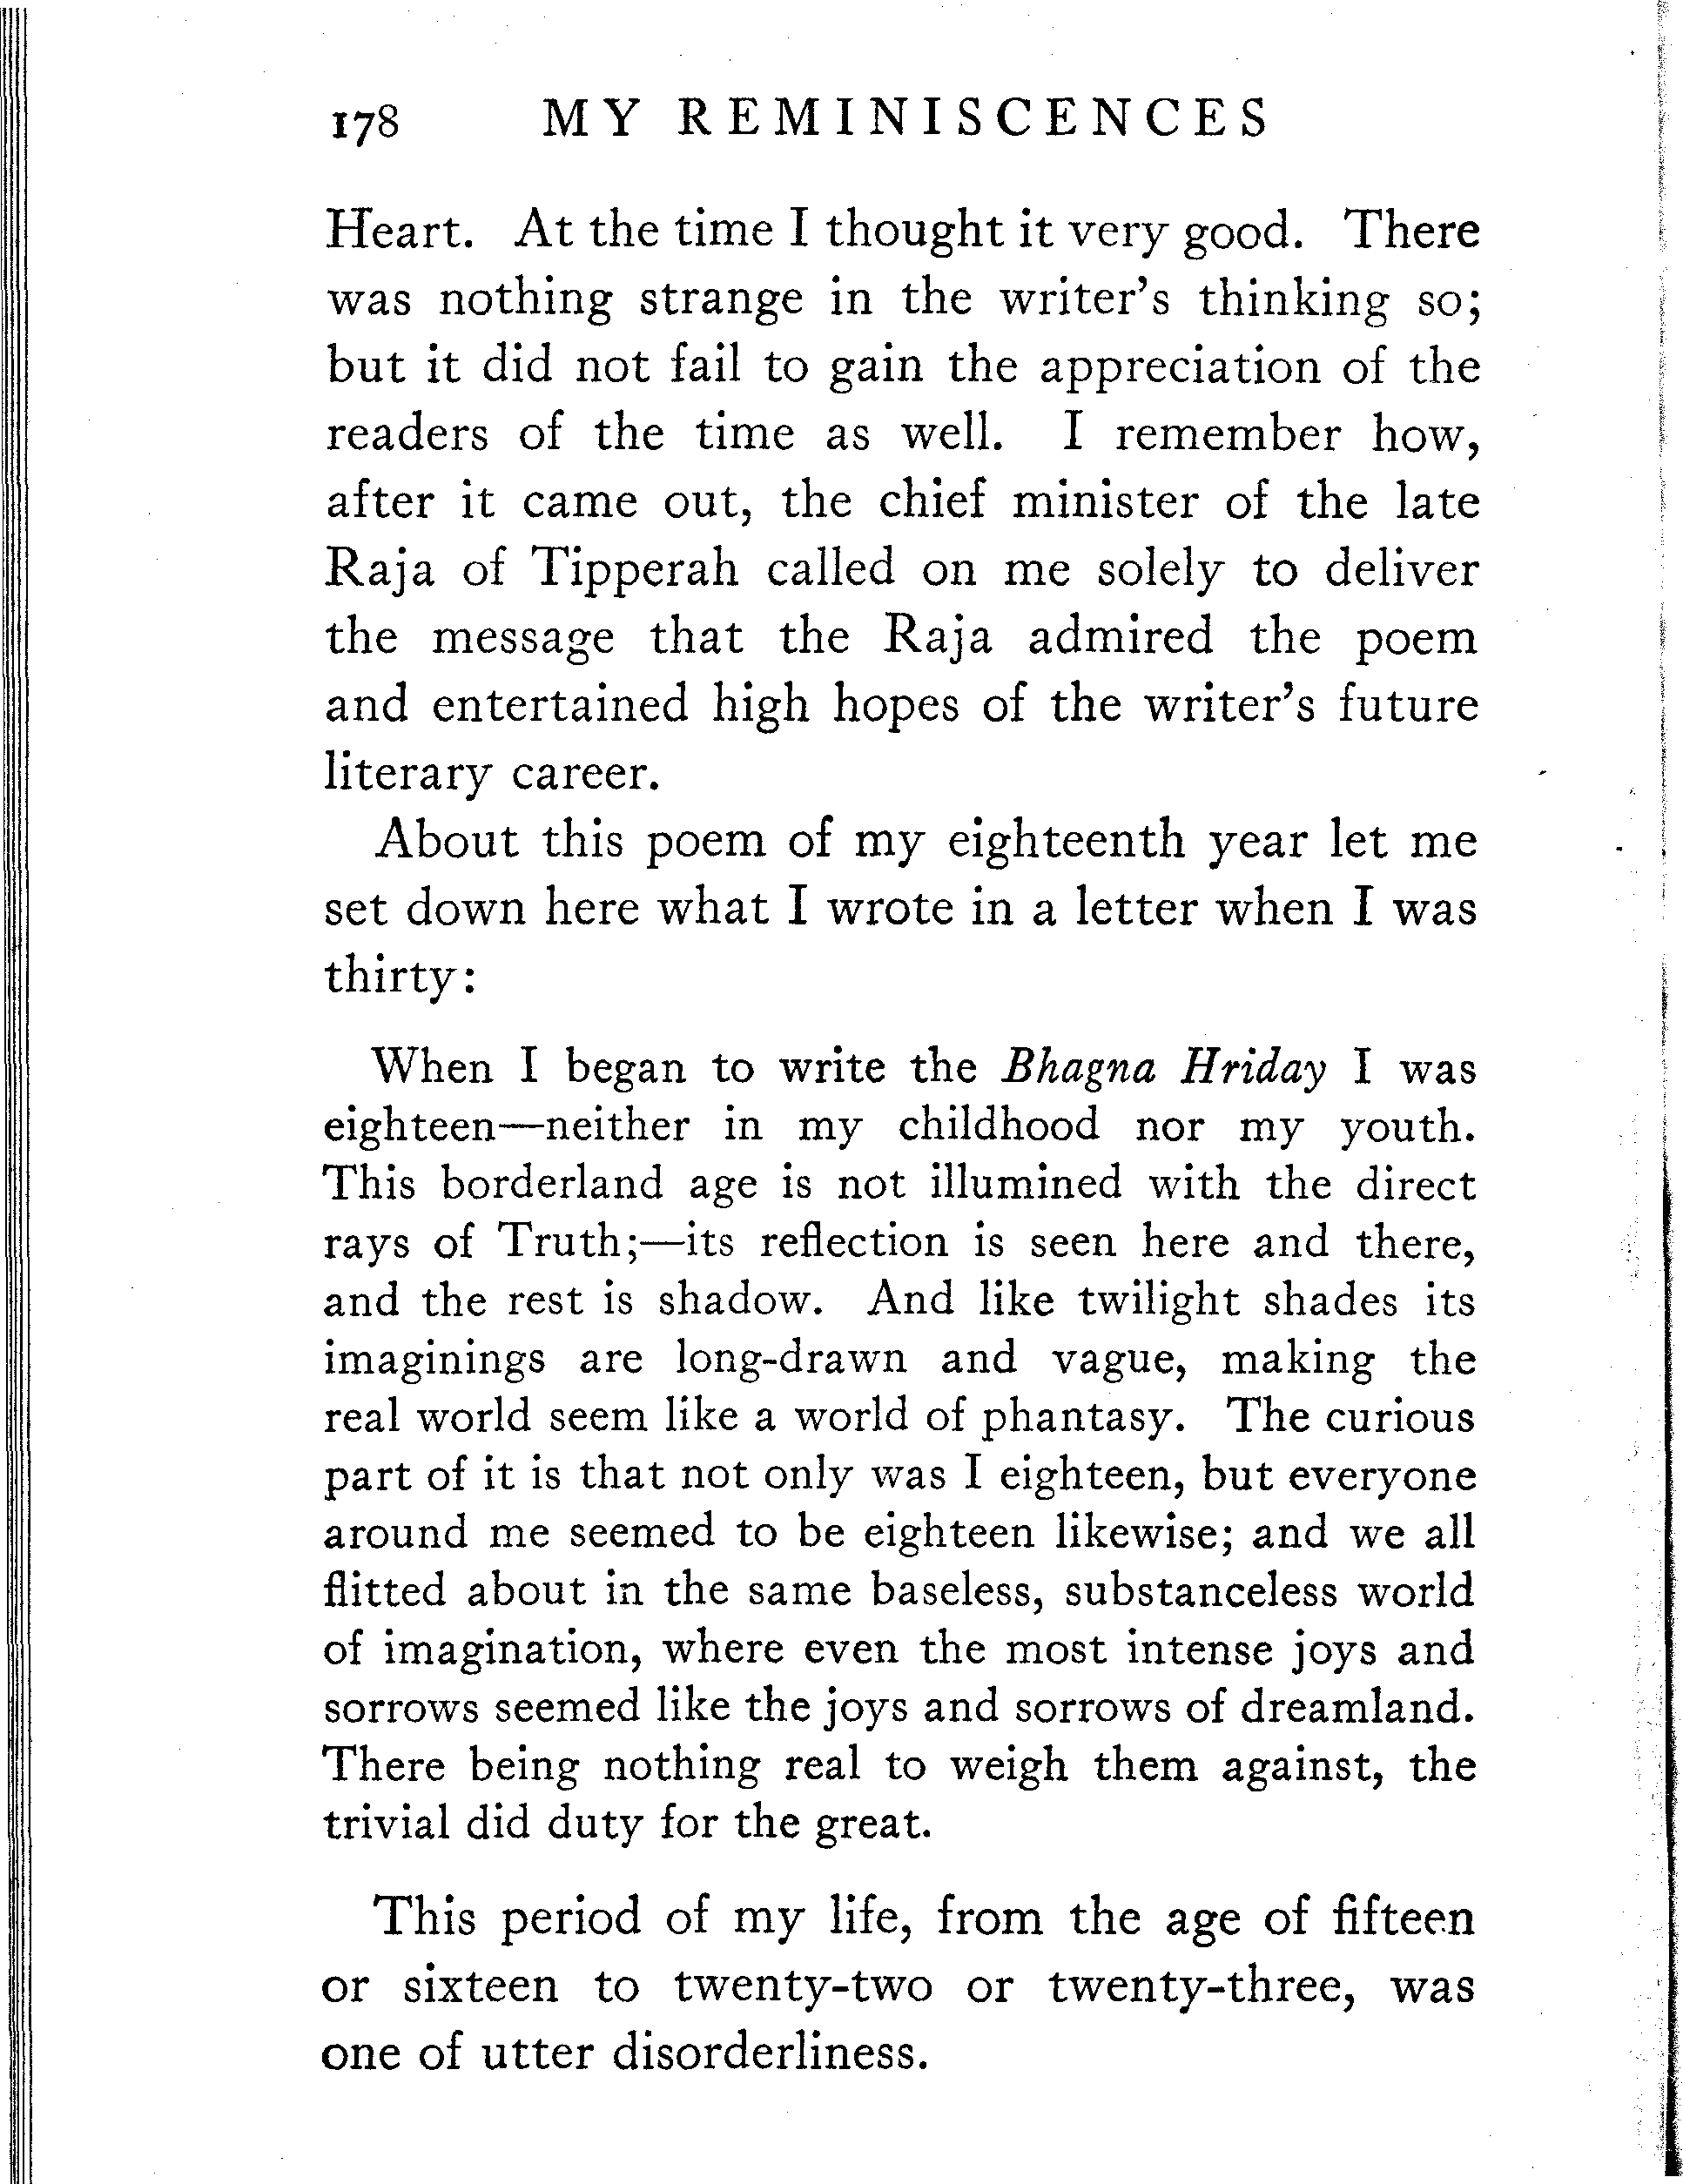 178 MY REMINISCENCES
Heart. At the time I thought it very good. There
was nothing strange in the writer's thinking so;
but it did not fail to gain the appreciation of the
readers of the time as well. I remember how,
after it came out, the chief minister of the late
Raja of Tipperah called on me solely to deliver
the message that the Raja admired the poem
and entertained high hopes of the writer's future
literary career.
About this poem of my eighteenth year let me
set down here what I wrote in a letter when I was
thirty:
When I began to write the Bhagna Hriday I was
eighteen—neither in my childhood nor my youth.
This borderland age is not illumined with the direct
rays of Truth;—its reflection is seen here and there,
and the rest is shadow. And like twilight shades its
imaginings are long-drawn and vague, making the
real world seem like a world of phantasy. The curious
part of it is that not only was I eighteen, but everyone
around me seemed to be eighteen likewise; and we all
flitted about in the same baseless, substanceless world
of imagination, where even the most intense joys and
sorrows seemed like the joys and sorrows of dreamland.
There being nothing real to weigh them against, the
trivial did duty for the great.
This period of my life, from the age of fifteen
or sixteen to twenty-two or twenty-three, was
one of utter disorderliness.